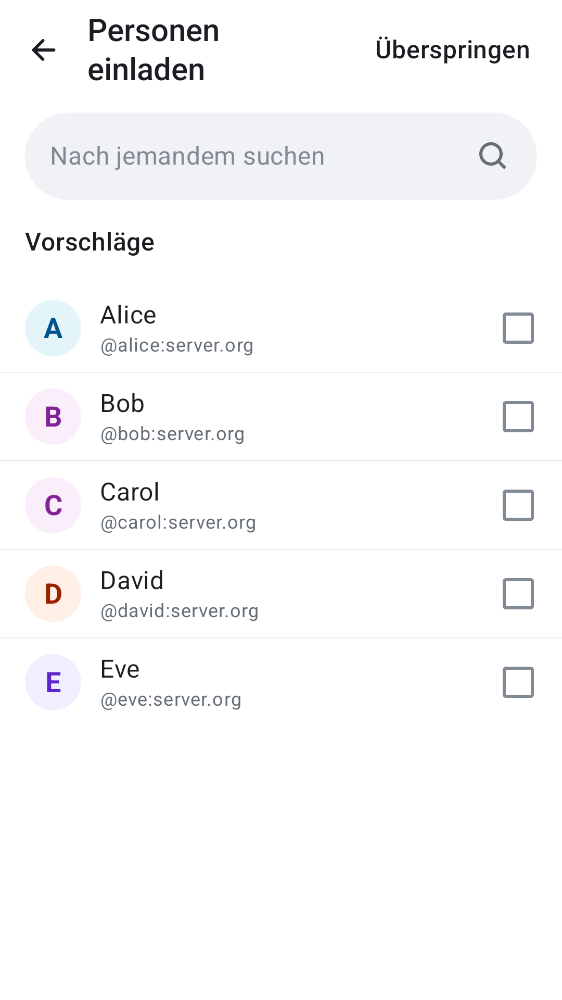 Personen
einladen
Überspringen
Nach jemandem suchen
Vorschläge
A
Alice
@alice:server.org
B
Bob
@bob:server.org
C
Carol
@carol:server.org
D
David
@david:server.org
E
Eve
@eve:server.org